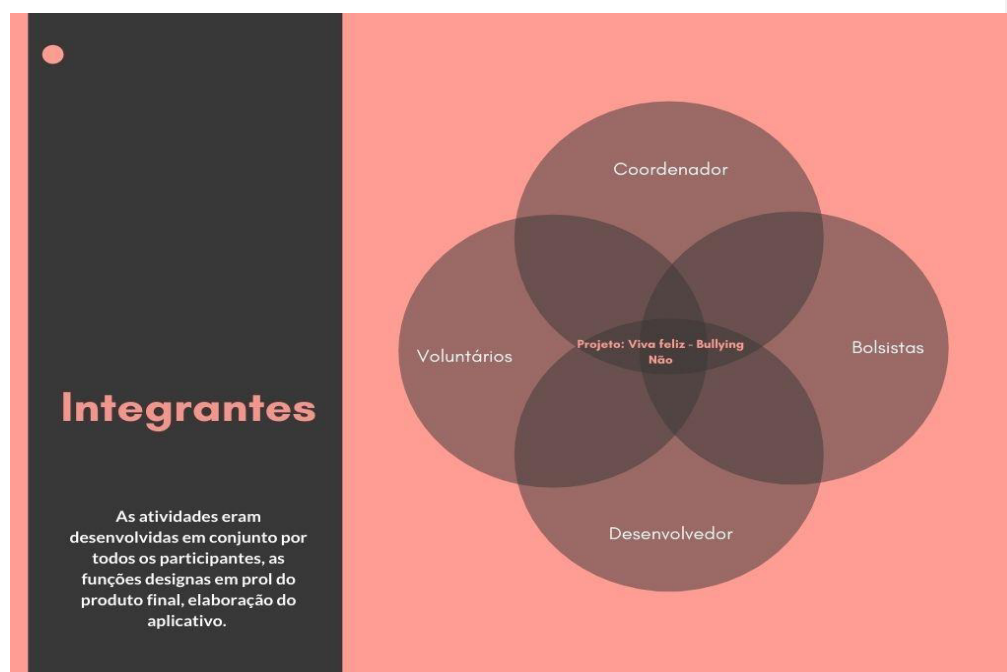 Integrantes
As atividades eram
desenvolvidas em conjunto por
todos os participantes, as
funções designas em prol do
produto final, elaboração do
aplicativo.
Coordenador
Voluntários
Projeto: Viva feliz - Bullying
Não
Bolsistas
Desenvolvedor